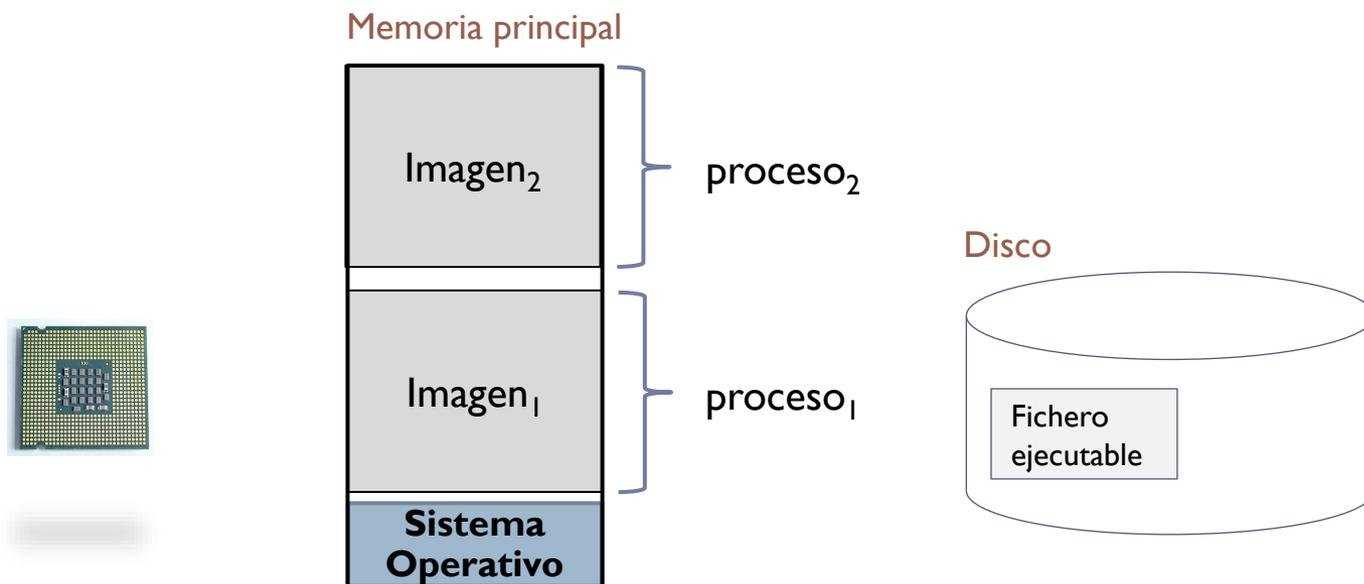 Memoria principal
Imagen₂
proceso₂
Disco
Imagen₁
proceso₁
Fichero
ejecutable
Sistema
Operativo